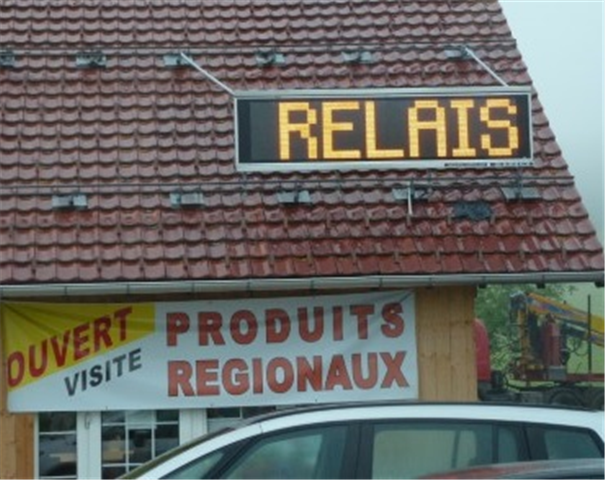 RELAIS
OUVERT
VISITE
PRODUITS
REGIONAUX